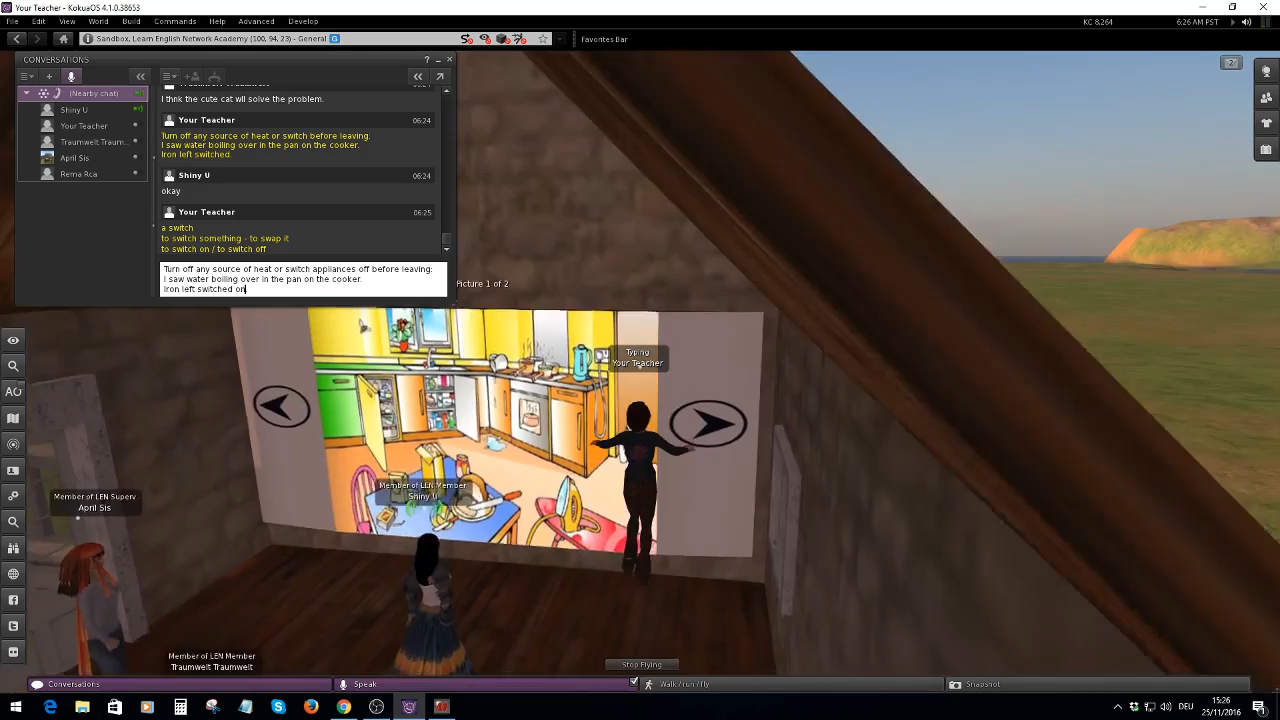 Your Teacher - KokuaOS 4.1.0.38653
File Edit View World Build Commands Help Advanced Develop
KC 8,264 6:26 AM PST
Sandbox, Learn English Network Academy (100, 94, 23) - General G
Favorites Bar
CONVERSATIONS
(Nearby chat)
Shiny U
Your Teacher
Traumwelt Traum...
April Sis
Rema Rca
I thnk the cute cat wll solve the problem.
Your Teacher 06:24
Turn off any source of heat or switch before leaving:
I saw water boiling over in the pan on the cooker.
Iron left switched
Shiny U 06:24
okay
Your Teacher 06:25
a switch
to switch something - to swap it
to switch on / to switch off
Turn off any source of heat or switch appliances off before leaving:
I saw water boiling over in the pan on the cooker.
Iron left switched on
Picture 1 of 2
Typing
Your Teacher
Member of LEN Member
Shiny U
Member of LEN Superv
April Sis
Member of LEN Member
Traumwelt Traumwelt
Stop Flying
Conversations
Speak
Walk / run / fly
Snapshot
DEU
15:26
25/11/2016